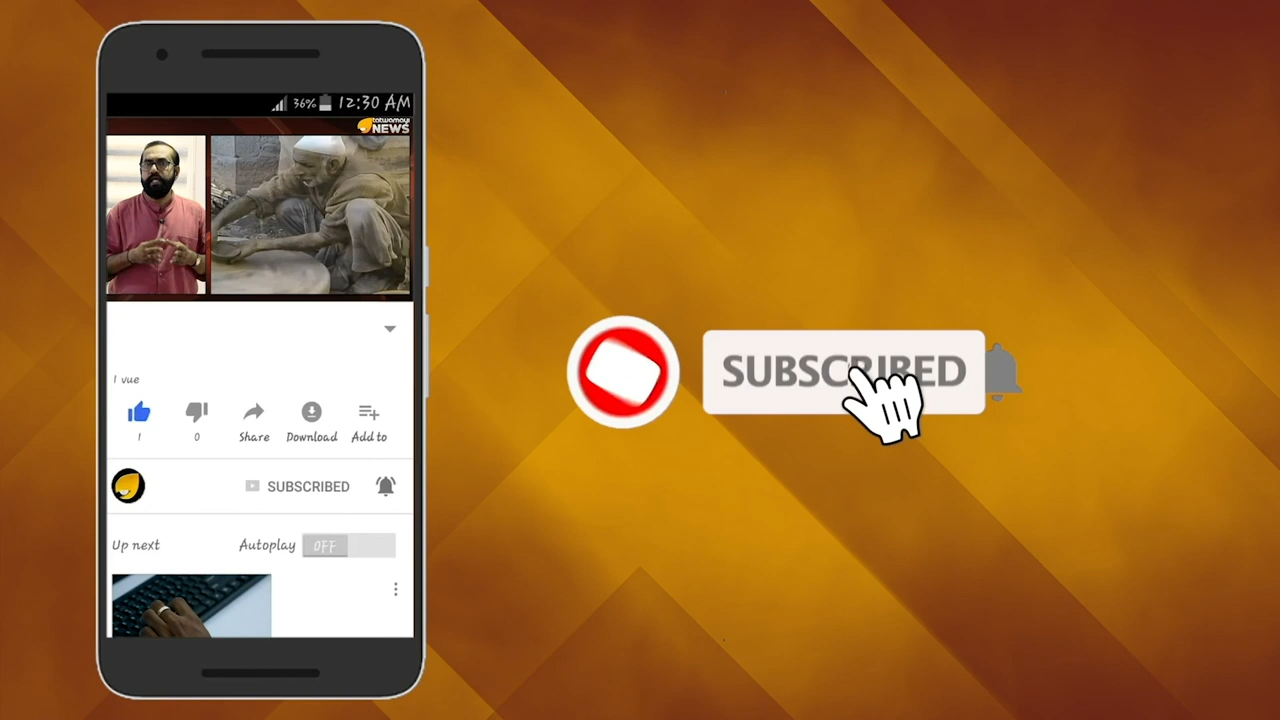 36% 12:30 AM
tatwamayi
NEWS
1 vue
1
0
Share
Download
Add to
SUBSCRIBED
Up next
Autoplay
OFF
SUBSCRIBED